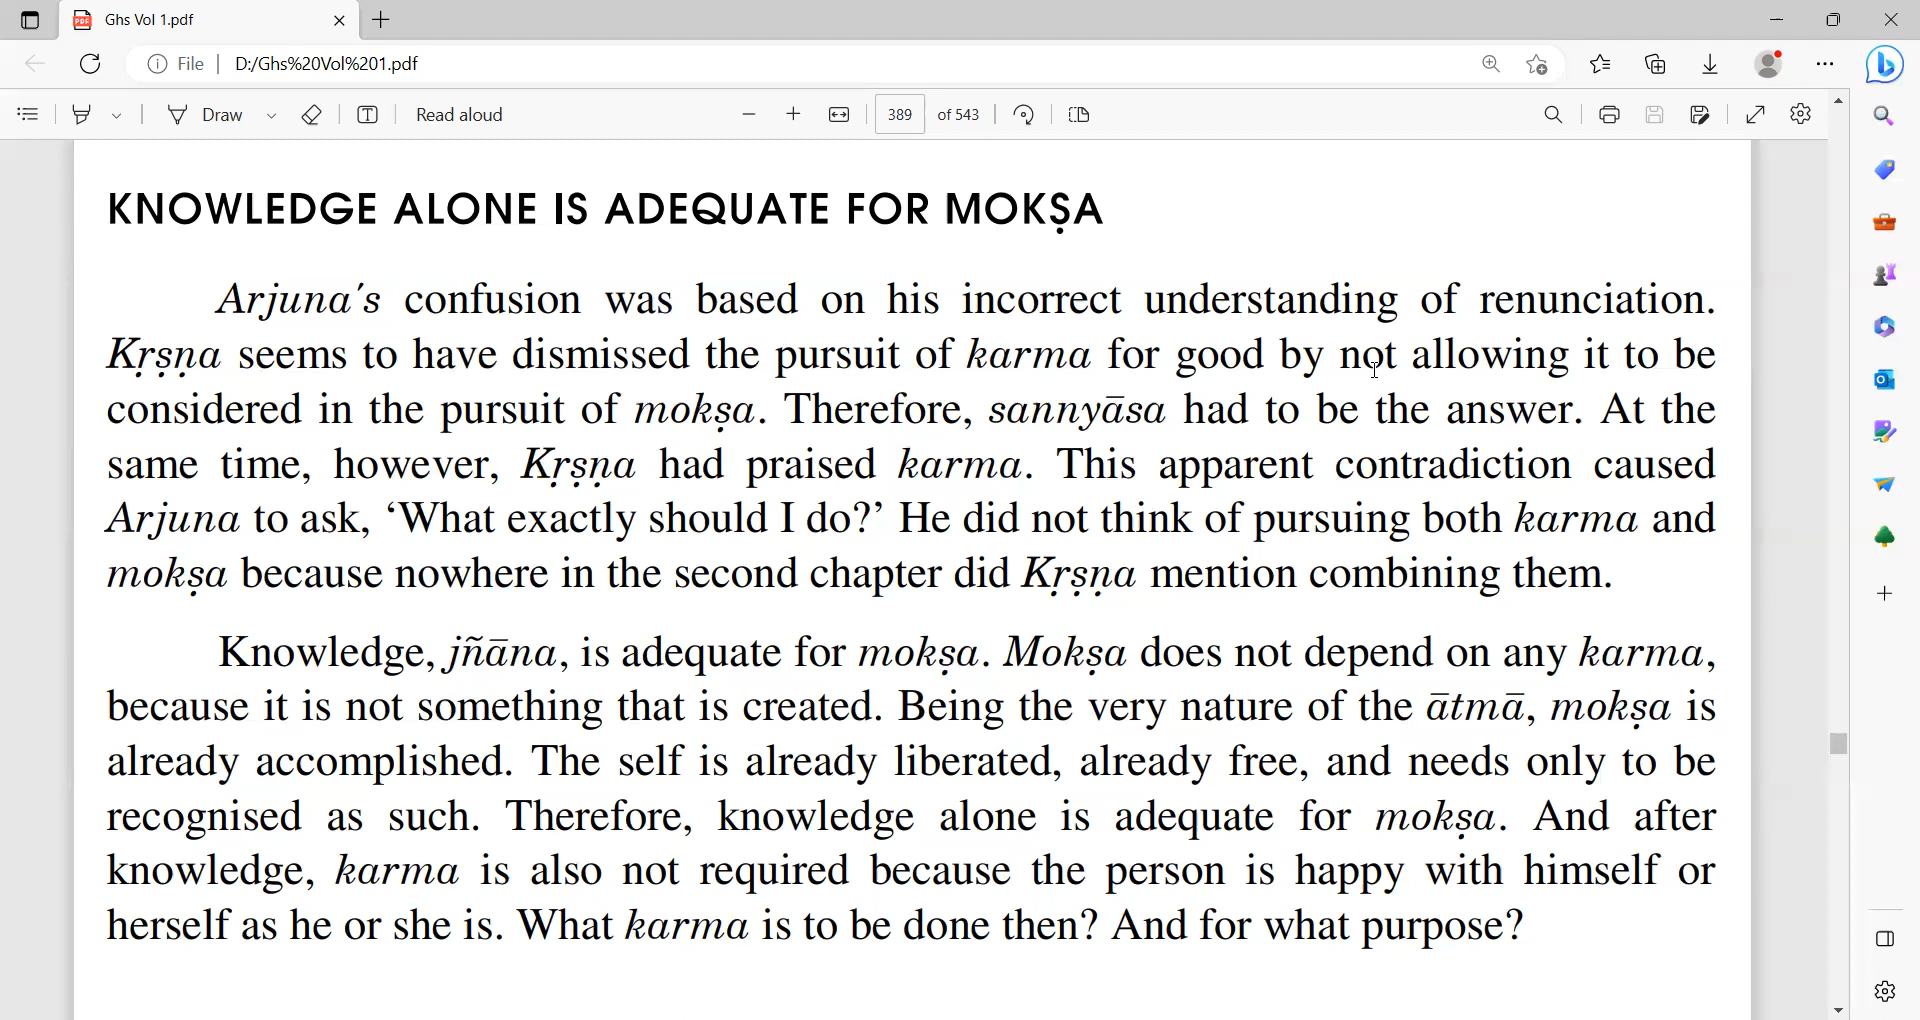 Ghs Vol 1.pdf
File D:/Ghs%20Vol%201.pdf
Draw T Read aloud 389 of 543
KNOWLEDGE ALONE IS ADEQUATE FOR MOKṢA
Arjuna's confusion was based on his incorrect understanding of renunciation.
Kṛṣṇa seems to have dismissed the pursuit of karma for good by not allowing it to be
considered in the pursuit of mokṣa. Therefore, sannyāsa had to be the answer. At the
same time, however, Kṛṣṇa had praised karma. This apparent contradiction caused
Arjuna to ask, ‘What exactly should I do?’ He did not think of pursuing both karma and
mokṣa because nowhere in the second chapter did Kṛṣṇa mention combining them.
Knowledge, jñāna, is adequate for mokṣa. Mokṣa does not depend on any karma,
because it is not something that is created. Being the very nature of the ātmā, mokṣa is
already accomplished. The self is already liberated, already free, and needs only to be
recognised as such. Therefore, knowledge alone is adequate for mokṣa. And after
knowledge, karma is also not required because the person is happy with himself or
herself as he or she is. What karma is to be done then? And for what purpose?